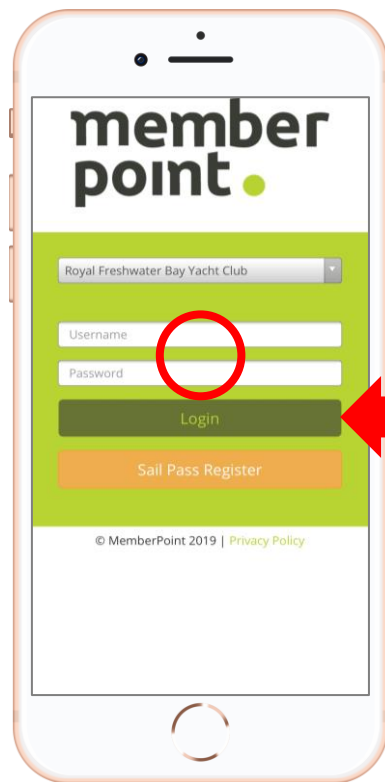 member
point.
Royal Freshwater Bay Yacht Club
Username
Password
Login
Sail Pass Register
© MemberPoint 2019 | Privacy Policy